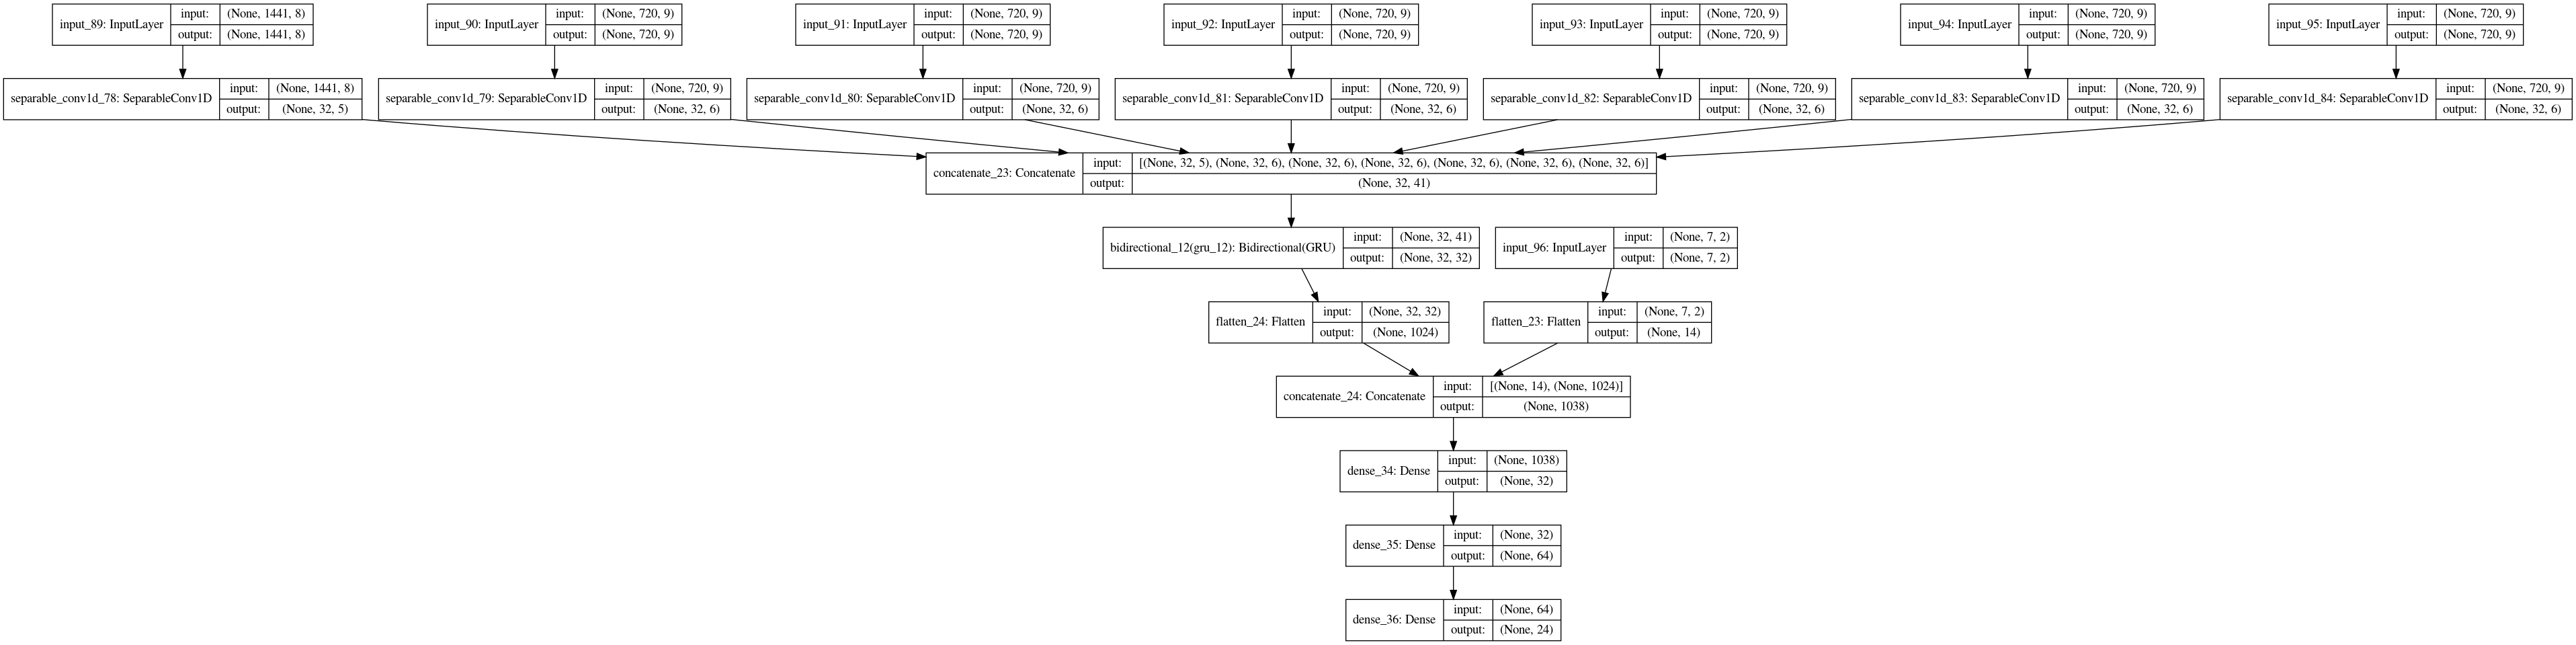 input_89: InputLayer input: (None, 1441, 8)
output: (None, 1441, 8)
input_90: InputLayer input: (None, 720, 9)
output: (None, 720, 9)
input_91: InputLayer input: (None, 720, 9)
output: (None, 720, 9)
input_92: InputLayer input: (None, 720, 9)
output: (None, 720, 9)
input_93: InputLayer input: (None, 720, 9)
output: (None, 720, 9)
input_94: InputLayer input: (None, 720, 9)
output: (None, 720, 9)
input_95: InputLayer input: (None, 720, 9)
output: (None, 720, 9)
separable_conv1d_78: SeparableConv1D input: (None, 1441, 8)
output: (None, 32, 5)
separable_conv1d_79: SeparableConv1D input: (None, 720, 9)
output: (None, 32, 6)
separable_conv1d_80: SeparableConv1D input: (None, 720, 9)
output: (None, 32, 6)
separable_conv1d_81: SeparableConv1D input: (None, 720, 9)
output: (None, 32, 6)
separable_conv1d_82: SeparableConv1D input: (None, 720, 9)
output: (None, 32, 6)
separable_conv1d_83: SeparableConv1D input: (None, 720, 9)
output: (None, 32, 6)
separable_conv1d_84: SeparableConv1D input: (None, 720, 9)
output: (None, 32, 6)
concatenate_23: Concatenate input: [(None, 32, 5), (None, 32, 6), (None, 32, 6), (None, 32, 6), (None, 32, 6), (None, 32, 6), (None, 32, 6)]
output: (None, 32, 41)
bidirectional_12(gru_12): Bidirectional(GRU) input: (None, 32, 41)
output: (None, 32, 32)
input_96: InputLayer input: (None, 7, 2)
output: (None, 7, 2)
flatten_24: Flatten input: (None, 32, 32)
output: (None, 1024)
flatten_23: Flatten input: (None, 7, 2)
output: (None, 14)
concatenate_24: Concatenate input: [(None, 14), (None, 1024)]
output: (None, 1038)
dense_34: Dense input: (None, 1038)
output: (None, 32)
dense_35: Dense input: (None, 32)
output: (None, 64)
dense_36: Dense input: (None, 64)
output: (None, 24)